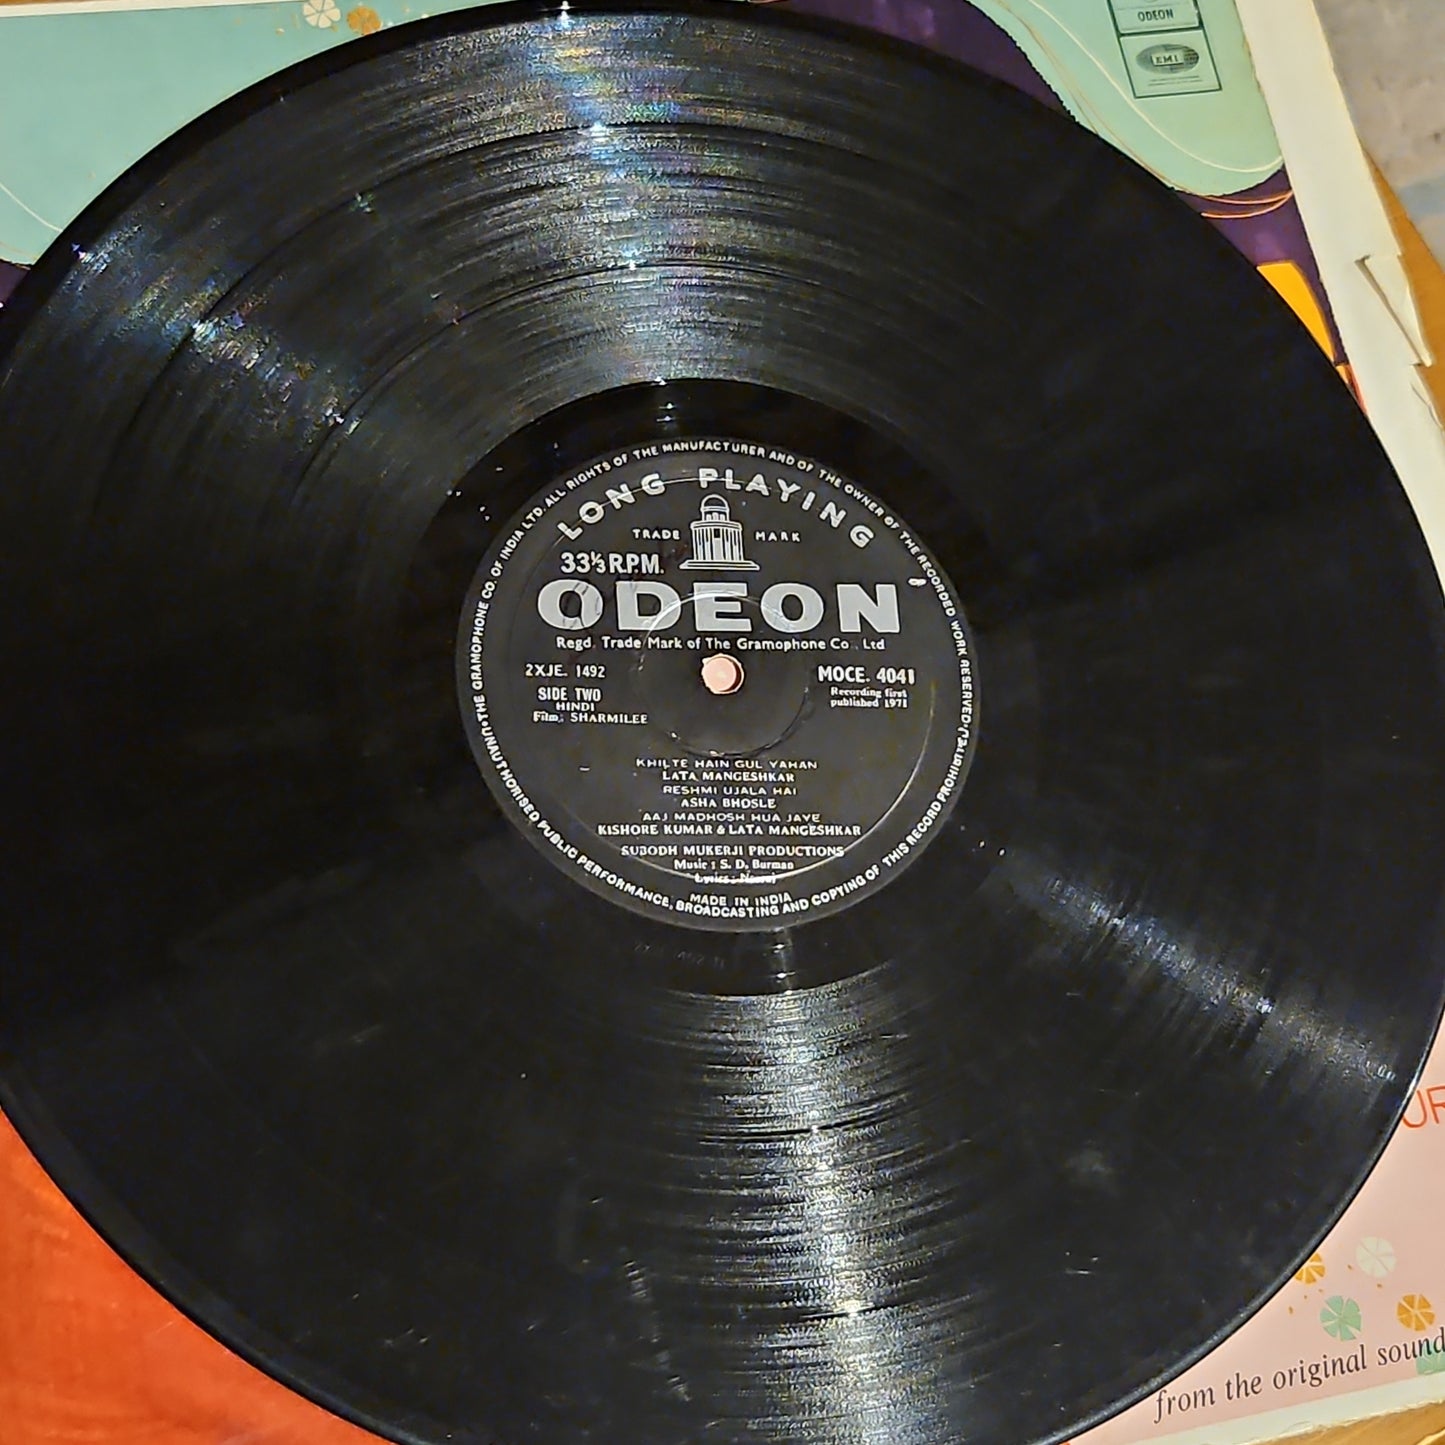 ODEON
EMI
UNAUTHORISED PUBLIC PERFORMANCE, BROADCASTING AND COPYING OF THIS RECORD PROHIBITED•THE GRAMOPHONE CO. OF INDIA LTD. ALL RIGHTS OF THE MANUFACTURER AND OF THE OWNER OF THE RECORDED WORK RESERVED
LONG PLAYING
TRADE MARK
33⅓ R.P.M.
ODEON
Regd. Trade Mark of The Gramophone Co., Ltd
2XJE. 1492
MOCE. 4041
SIDE TWO
Recording first
published 1971
HINDI
Film: SHARMILEE
KHILTE HAIN GUL YAHAN
LATA MANGESHKAR
RESHMI UJALA HAI
ASHA BHOSLE
AAJ MADHOSH HUA JAYE
KISHORE KUMAR & LATA MANGESHKAR
SUBODH MUKERJI PRODUCTIONS
Music : S. D. Burman
Lyrics : Neeraj
MADE IN INDIA
from the original sound